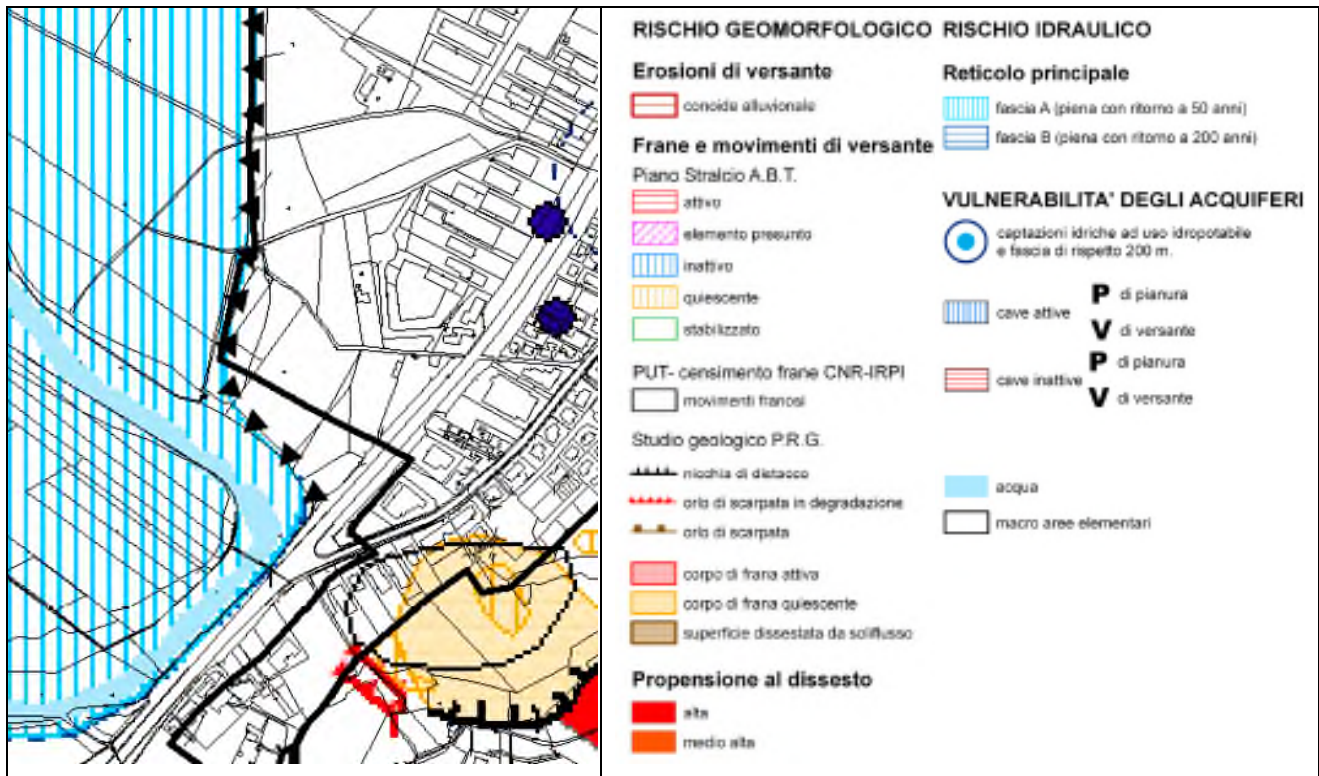 RISCHIO GEOMORFOLOGICO
Erosioni di versante
conoide alluvionale
Frane e movimenti di versante
Piano Stralcio A.B.T.
attivo
elemento presunto
inattivo
quiescente
stabilizzato
PUT- censimento frane CNR-IRPI
movimenti franosi
Studio geologico P.R.G.
nicchia di distacco
orlo di scarpata in degradazione
orlo di scarpata
corpo di frana attiva
corpo di frana quiescente
superficie dissestata da soliflusso
Propensione al dissesto
alta
medio alta
RISCHIO IDRAULICO
Reticolo principale
fascia A (piena con ritorno a 50 anni)
fascia B (piena con ritorno a 200 anni)
VULNERABILITA' DEGLI ACQUIFERI
captazioni idriche ad uso idropotabile
e fascia di rispetto 200 m.
cave attive
P di pianura
V di versante
cave inattive
P di pianura
V di versante
acqua
macro aree elementari